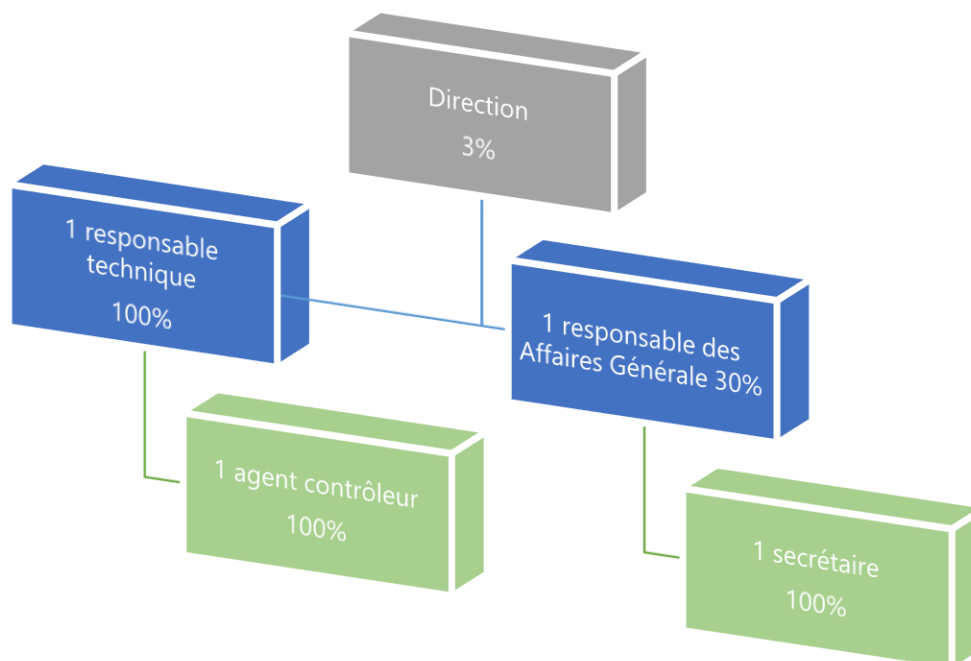 Direction
3%
1 responsable
technique
100%
1 responsable des
Affaires Générale 30%
1 agent contrôleur
100%
1 secrétaire
100%